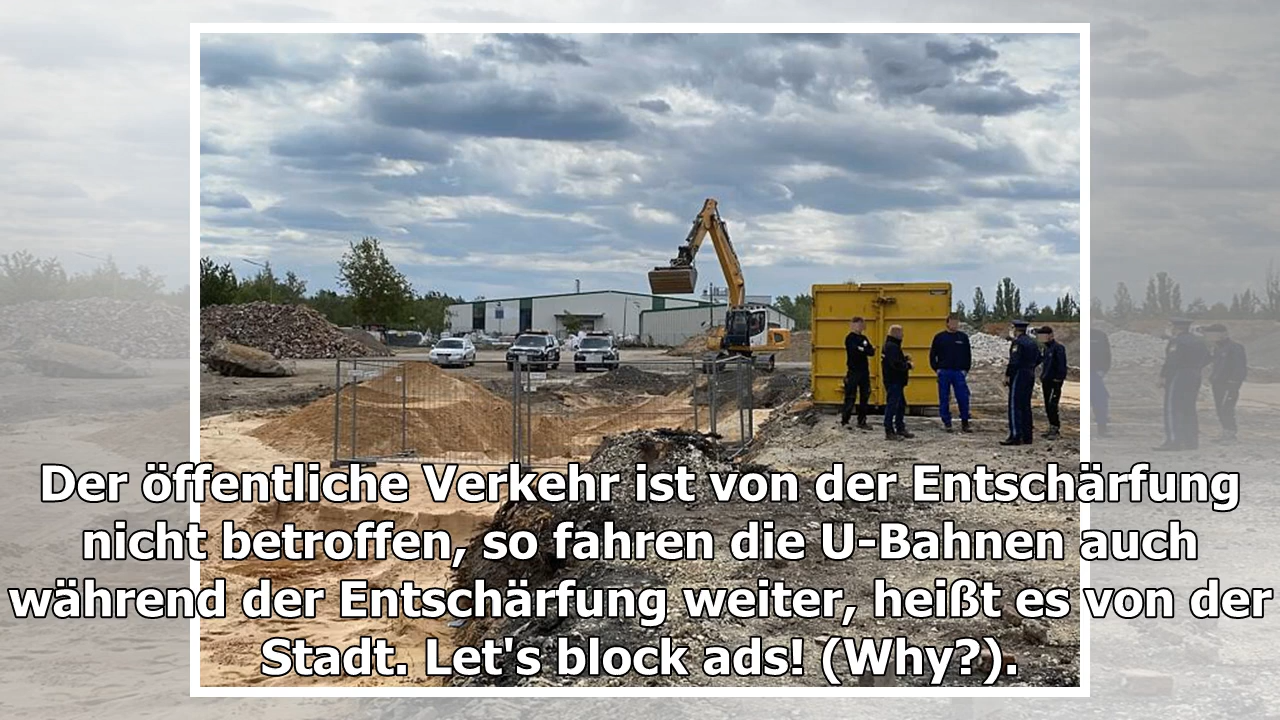 Der öffentliche Verkehr ist von der Entschärfung
nicht betroffen, so fahren die U-Bahnen auch
während der Entschärfung weiter, heißt es von der
Stadt. Let's block ads! (Why?).